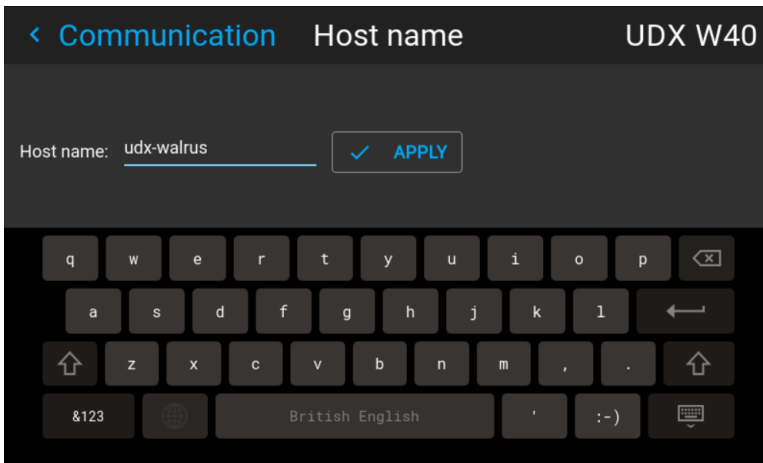 Communication Host name UDX W40
Host name: udx-walrus APPLY
q w e r t y u i o p
a s d f g h j k l
z x c v b n m , .
&123 British English ' :-)